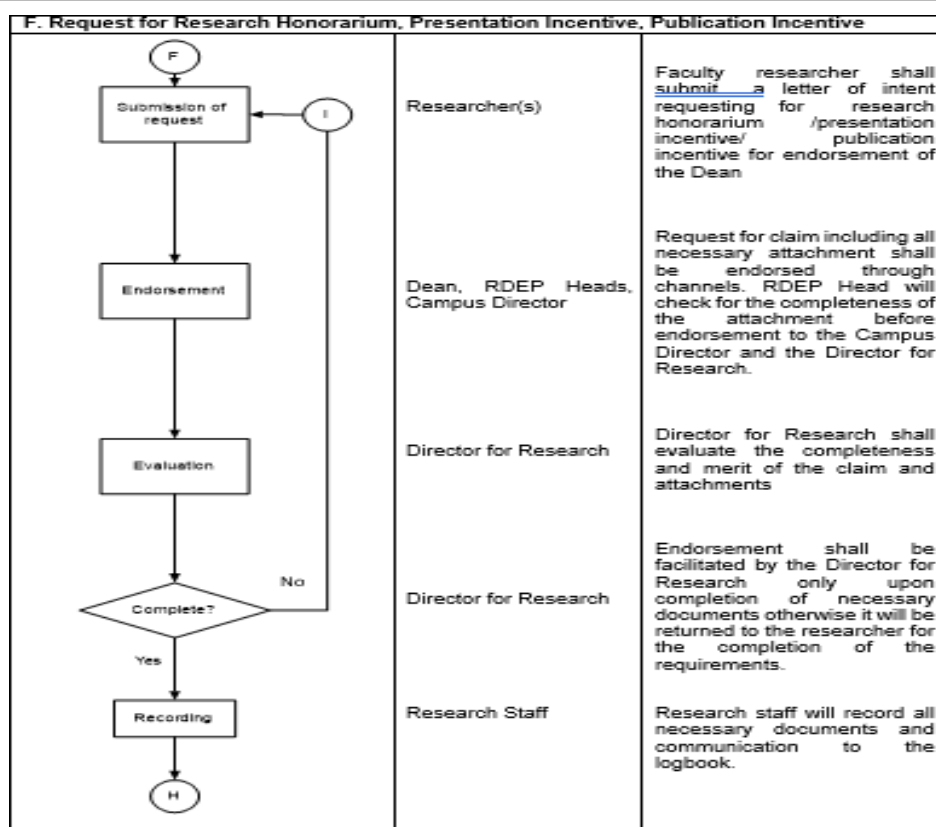 F. Request for Research Honorarium, Presentation Incentive, Publication Incentive
F
Submission of
request
I
Researcher(s)
Faculty researcher shall
submit a letter of intent
requesting for research
honorarium /presentation
incentive/ publication
incentive for endorsement of
the Dean
Endorsement
Dean, RDEP Heads,
Campus Director
Request for claim including all
necessary attachment shall
be endorsed through
channels. RDEP Head will
check for the completeness of
the attachment before
endorsement to the Campus
Director and the Director for
Research.
Evaluation
Director for Research
Director for Research shall
evaluate the completeness
and merit of the claim and
attachments
Complete?
No
Yes
Director for Research
Endorsement shall be
facilitated by the Director for
Research only upon
completion of necessary
documents otherwise it will be
returned to the researcher for
the completion of the
requirements.
Recording
Research Staff
Research staff will record all
necessary documents and
communication to the
logbook.
H